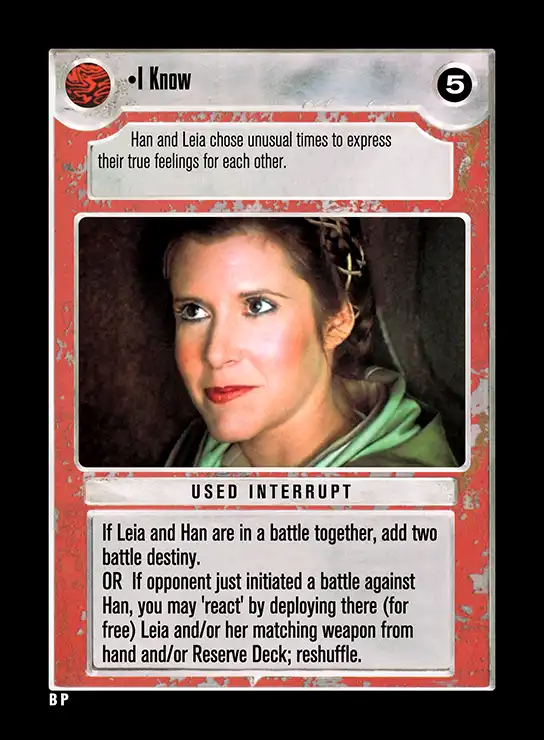 •I Know
5
Han and Leia chose unusual times to express
their true feelings for each other.
USED INTERRUPT
If Leia and Han are in a battle together, add two
battle destiny.
OR  If opponent just initiated a battle against
Han, you may 'react' by deploying there (for
free) Leia and/or her matching weapon from
hand and/or Reserve Deck; reshuffle.
B P